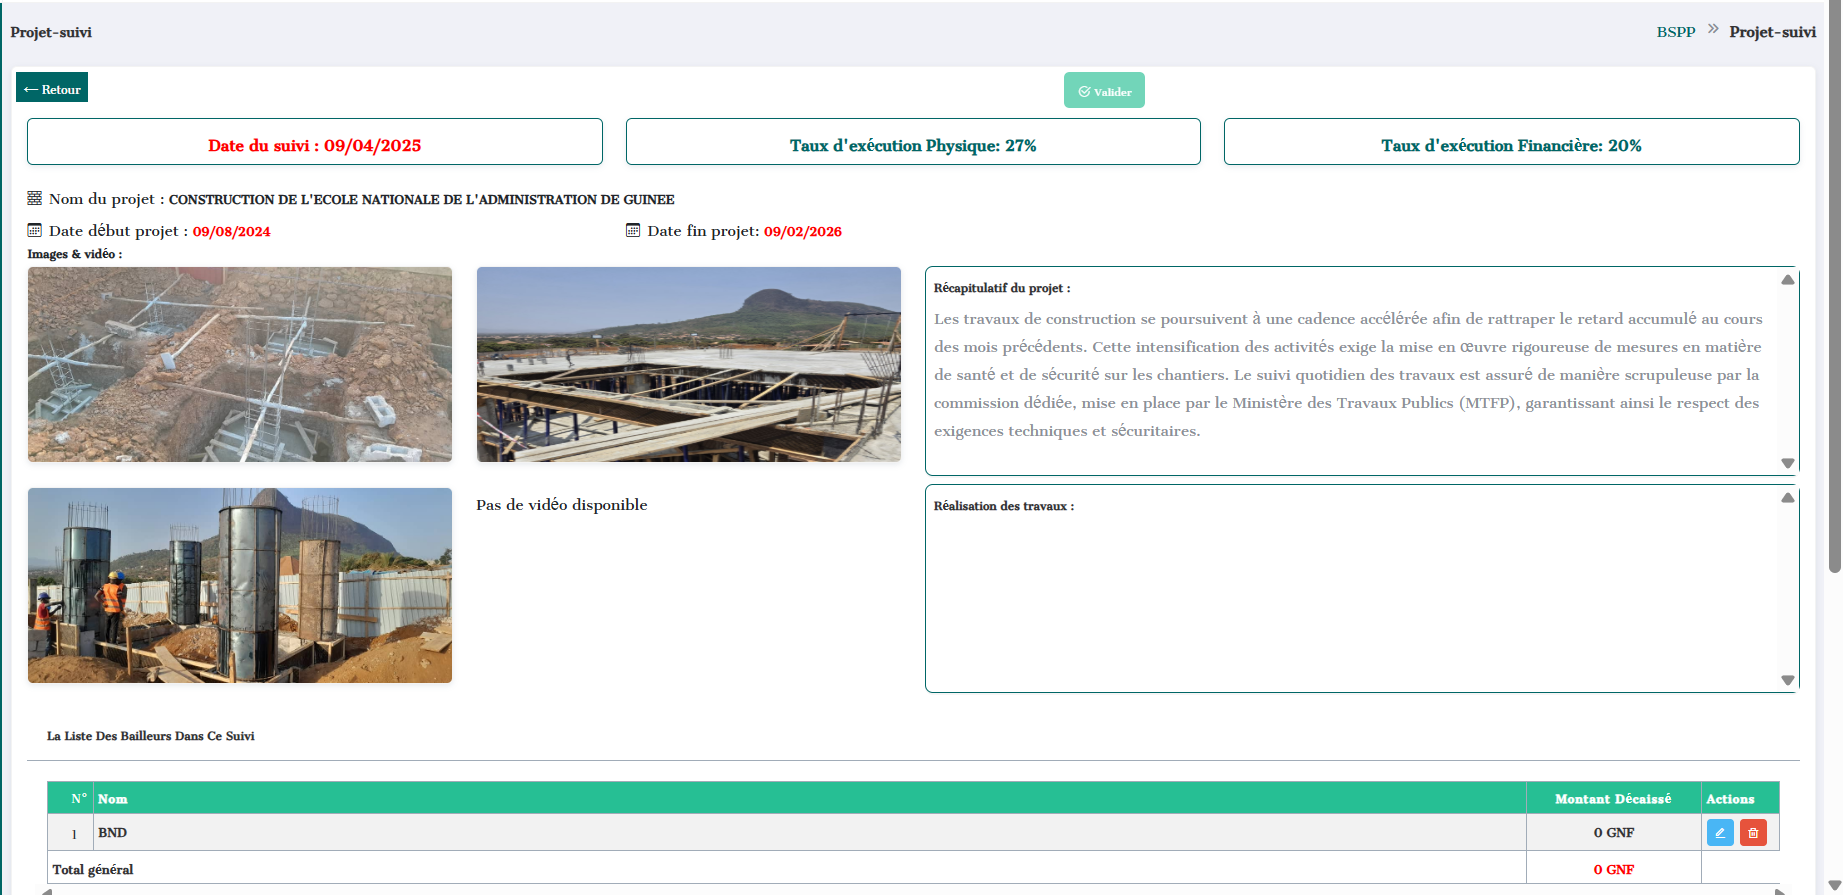 Projet-suivi
BSPP » Projet-suivi
← Retour
Valider
Date du suivi : 09/04/2025
Taux d'exécution Physique: 27%
Taux d'exécution Financière: 20%
Nom du projet : CONSTRUCTION DE L'ECOLE NATIONALE DE L'ADMINISTRATION DE GUINEE
Date début projet : 09/08/2024
Date fin projet: 09/02/2026
Images & vidéo :
Récapitulatif du projet :
Les travaux de construction se poursuivent à une cadence accélérée afin de rattraper le retard accumulé au cours
des mois précédents. Cette intensification des activités exige la mise en œuvre rigoureuse de mesures en matière
de santé et de sécurité sur les chantiers. Le suivi quotidien des travaux est assuré de manière scrupuleuse par la
commission dédiée, mise en place par le Ministère des Travaux Publics (MTFP), garantissant ainsi le respect des
exigences techniques et sécuritaires.
Pas de vidéo disponible
Réalisation des travaux :
La Liste Des Bailleurs Dans Ce Suivi
N° Nom Montant Décaissé Actions
1 BND 0 GNF
Total général 0 GNF